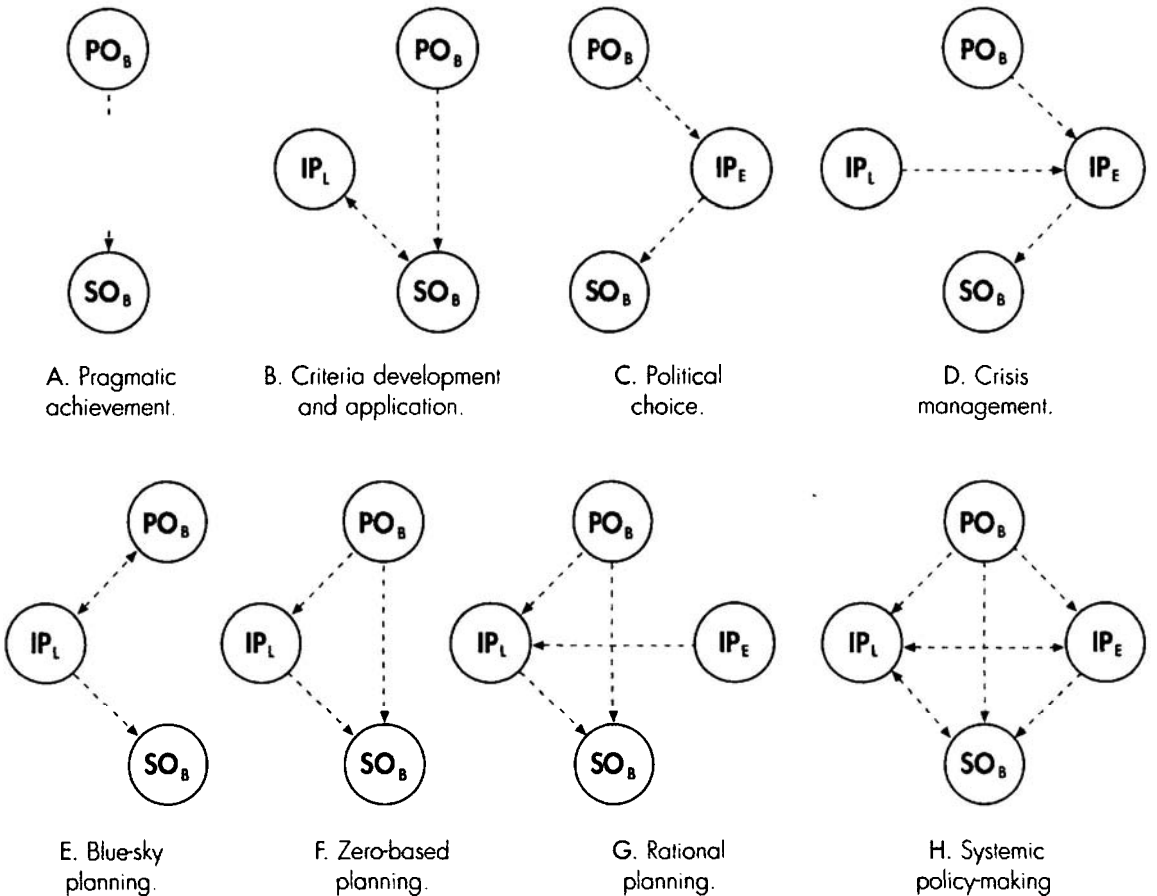 PO_B
SO_B
A. Pragmatic
achievement.
PO_B
IP_L
SO_B
B. Criteria development
and application.
PO_B
IP_E
SO_B
C. Political
choice.
PO_B
IP_L
IP_E
SO_B
D. Crisis
management.
PO_B
IP_L
SO_B
E. Blue-sky
planning.
PO_B
IP_L
SO_B
F. Zero-based
planning.
PO_B
IP_L
IP_E
SO_B
G. Rational
planning.
PO_B
IP_L
IP_E
SO_B
H. Systemic
policy-making